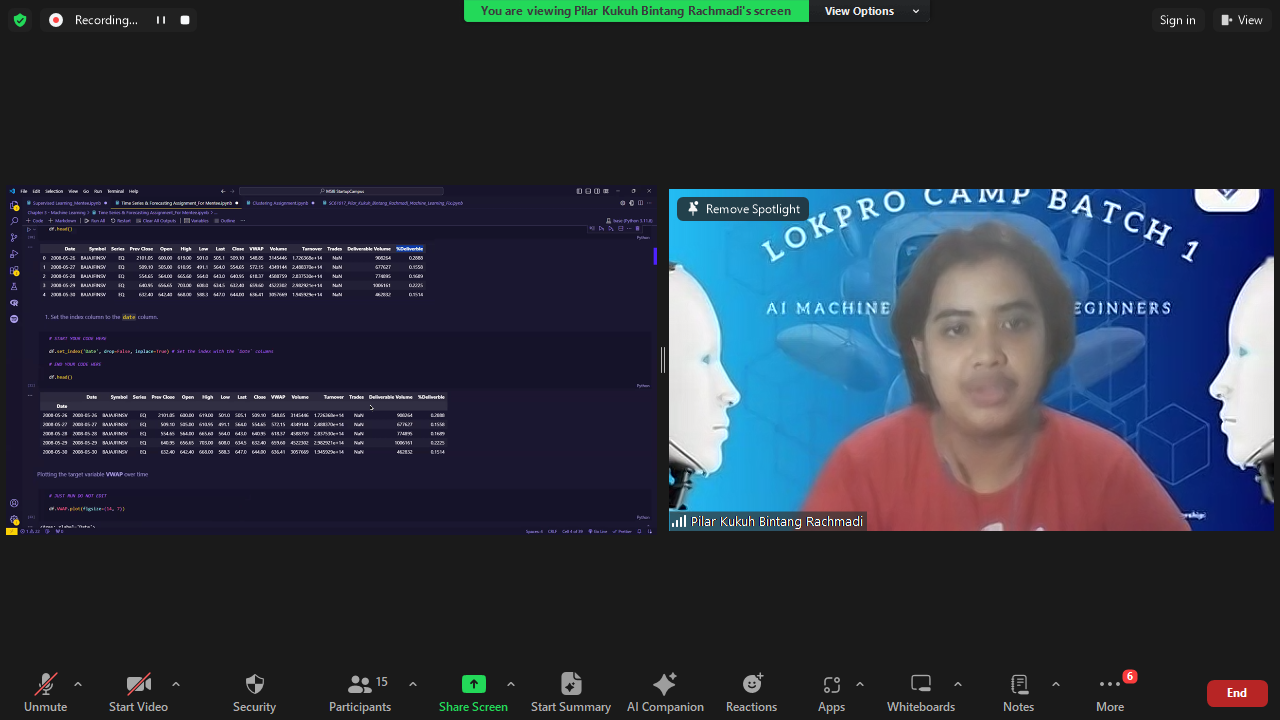 Recording...
You are viewing Pilar Kukuh Bintang Rachmadi's screen
View Options
Sign in
View
File Edit Selection View Go Run Terminal Help
MSIB StartupCampus
Supervised Learning_Mentee.ipynb
Time Series & Forecasting Assignment_For Mentee.ipynb
Clustering Assignment.ipynb
Chapter 3 - Machine Learning > Time Series & Forecasting Assignment_For Mentee.ipynb > ...
+ Code + Markdown Run All Restart Clear All Outputs Variables Outline ...
df.head()
Python
Date Symbol Series Prev Close Open High Low Last Close VWAP Volume Turnover Trades Deliverable Volume %Deliverble
0 2008-05-26 BAJAJFINSV EQ 2101.05 600.00 619.00 501.0 505.1 509.10 548.85 3145446 1.726368e+14 NaN 908264 0.2888
1 2008-05-27 BAJAJFINSV EQ 509.10 505.00 610.95 491.1 564.0 554.65 572.15 4349144 2.488370e+14 NaN 677627 0.1558
2 2008-05-28 BAJAJFINSV EQ 554.65 564.00 665.60 564.0 643.0 640.95 618.37 4588759 2.837530e+14 NaN 774895 0.1689
3 2008-05-29 BAJAJFINSV EQ 640.95 656.65 703.00 608.0 634.5 632.40 659.60 4522302 2.982921e+14 NaN 1006161 0.2225
4 2008-05-30 BAJAJFINSV EQ 632.40 642.40 668.00 588.3 647.0 644.00 636.41 3057669 1.945929e+14 NaN 462832 0.1514
1. Set the index column to the date column.
# START YOUR CODE HERE
df.set_index('Date', drop=False, inplace=True) # Set the index with the 'Date' columns
# END YOUR CODE HERE
df.head()
Python
Date Symbol Series Prev Close Open High Low Last Close VWAP Volume Turnover Trades Deliverable Volume %Deliverble
Date
2008-05-26 2008-05-26 BAJAJFINSV EQ 2101.05 600.00 619.00 501.0 505.1 509.10 548.85 3145446 1.726368e+14 NaN 908264 0.2888
2008-05-27 2008-05-27 BAJAJFINSV EQ 509.10 505.00 610.95 491.1 564.0 554.65 572.15 4349144 2.488370e+14 NaN 677627 0.1558
2008-05-28 2008-05-28 BAJAJFINSV EQ 554.65 564.00 665.60 564.0 643.0 640.95 618.37 4588759 2.837530e+14 NaN 774895 0.1689
2008-05-29 2008-05-29 BAJAJFINSV EQ 640.95 656.65 703.00 608.0 634.5 632.40 659.60 4522302 2.982921e+14 NaN 1006161 0.2225
2008-05-30 2008-05-30 BAJAJFINSV EQ 632.40 642.40 668.00 588.3 647.0 644.00 636.41 3057669 1.945929e+14 NaN 462832 0.1514
Plotting the target variable VWAP over time
# JUST RUN DO NOT EDIT
df.VWAP.plot(figsize=(14, 7))
Python
Remove Spotlight
LOKPRO CAMP BATCH 1
AI MACHINE EGINNERS
Pilar Kukuh Bintang Rachmadi
Unmute
Start Video
Security
15
Participants
Share Screen
Start Summary
AI Companion
Reactions
Apps
Whiteboards
Notes
6
More
End